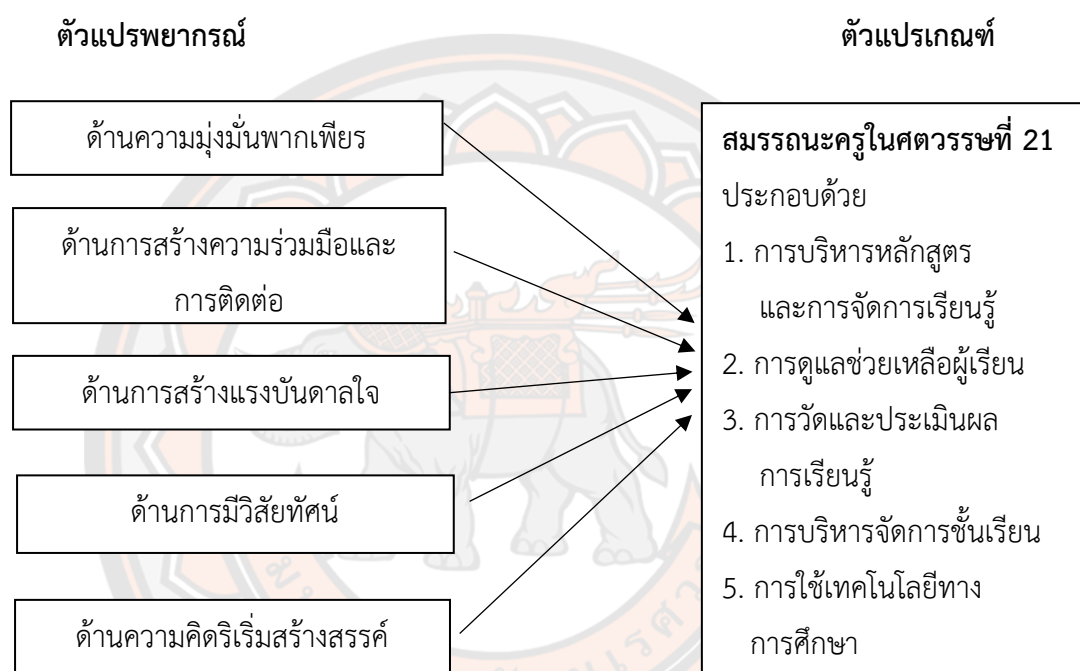 ตัวแปรพยากรณ์
ตัวแปรเกณฑ์
ด้านความมุ่งมั่นพากเพียร
ด้านการสร้างความร่วมมือและ
การติดต่อ
ด้านการสร้างแรงบันดาลใจ
ด้านการมีวิสัยทัศน์
ด้านความคิดริเริ่มสร้างสรรค์
สมรรถนะครูในศตวรรษที่ 21
ประกอบด้วย
1. การบริหารหลักสูตร
และการจัดการเรียนรู้
2. การดูแลช่วยเหลือผู้เรียน
3. การวัดและประเมินผล
การเรียนรู้
4. การบริหารจัดการชั้นเรียน
5. การใช้เทคโนโลยีทาง
การศึกษา